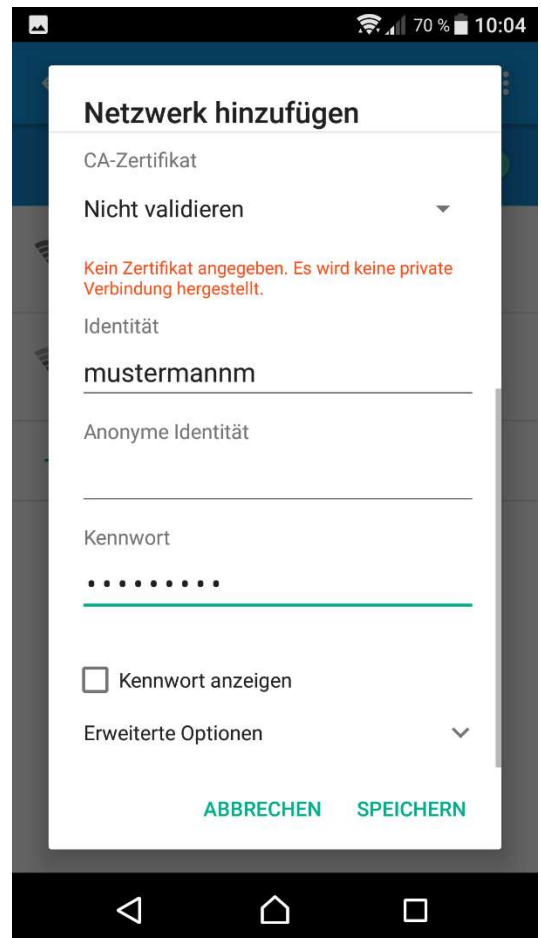 70 % 10:04
Netzwerk hinzufügen
CA-Zertifikat
Nicht validieren
Kein Zertifikat angegeben. Es wird keine private
Verbindung hergestellt.
Identität
mustermannm
Anonyme Identität
Kennwort
•••••••••
Kennwort anzeigen
Erweiterte Optionen
ABBRECHEN SPEICHERN